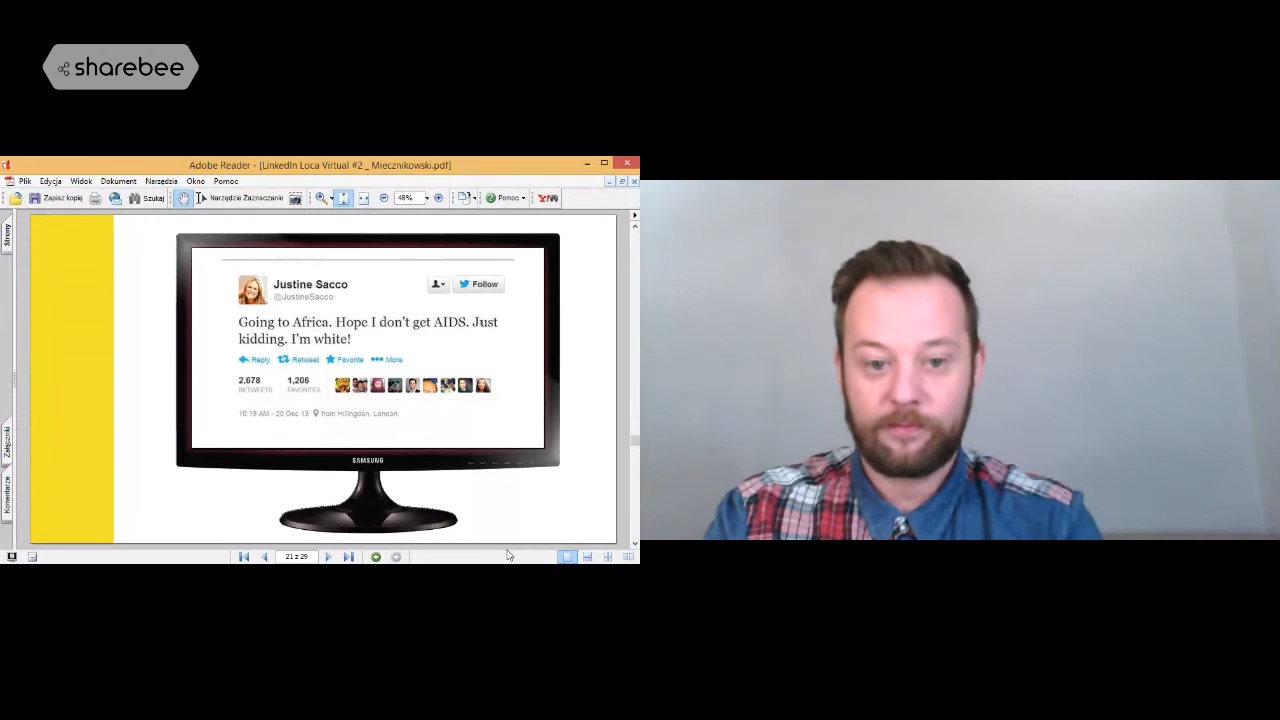 sharebee
Adobe Reader - [LinkedIn Loca Virtual #2 _ Miecznikowski.pdf]
Plik Edycja Widok Dokument Narzędzia Okno Pomoc
Zapisz kopię Szukaj Narzędzie Zaznaczanie 48% Pomoc Y!
Strony
Załączniki
Komentarze
Justine Sacco
@JustineSacco
Follow
Going to Africa. Hope I don't get AIDS. Just
kidding. I'm white!
Reply Retweet Favorite More
2,678 1,206
RETWEETS FAVORITES
10:19 AM - 20 Dec 13 from Hillingdon, London
SAMSUNG
21 z 29